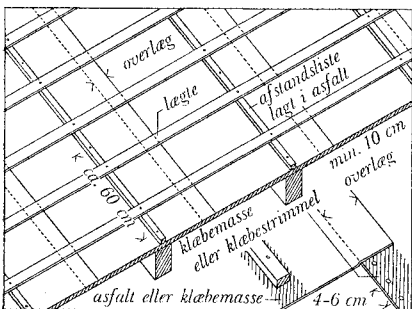 overlæg
lægte
afstandsliste
lagt i asfalt
ca. 60 cm
min. 10 cm
overlæg
klæbemasse
eller klæbestrimmel
asfalt eller klæbemasse
4-6 cm